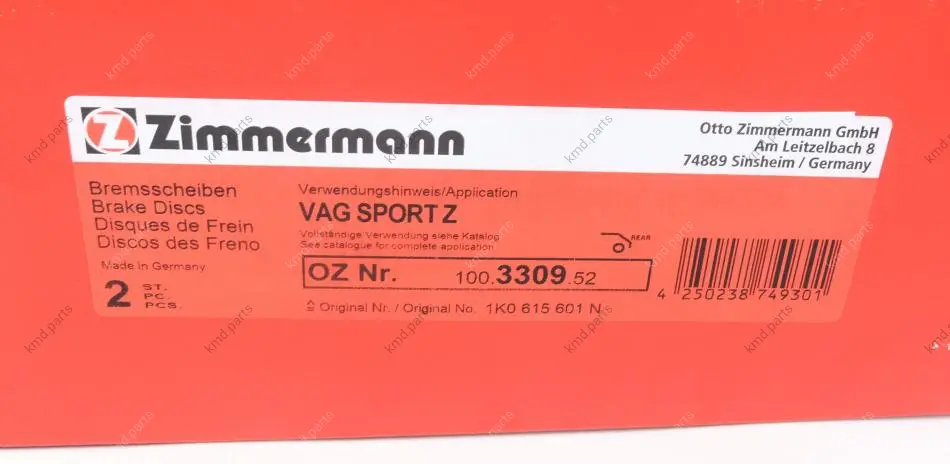 Z Zimmermann
Otto Zimmermann GmbH
Am Leitzelbach 8
74889 Sinsheim / Germany
Bremsscheiben
Brake Discs
Disques de Frein
Discos des Freno
Made in Germany
2 ST.
PC.
PCS.
Verwendungshinweis/Application
VAG SPORT Z
Vollständige Verwendung siehe Katalog
See catalogue for complete application
REAR
OZ Nr. 100.3309.52
≙ Original Nr. / Original No. 1K0 615 601 N
4 250238 749301
kmd.parts